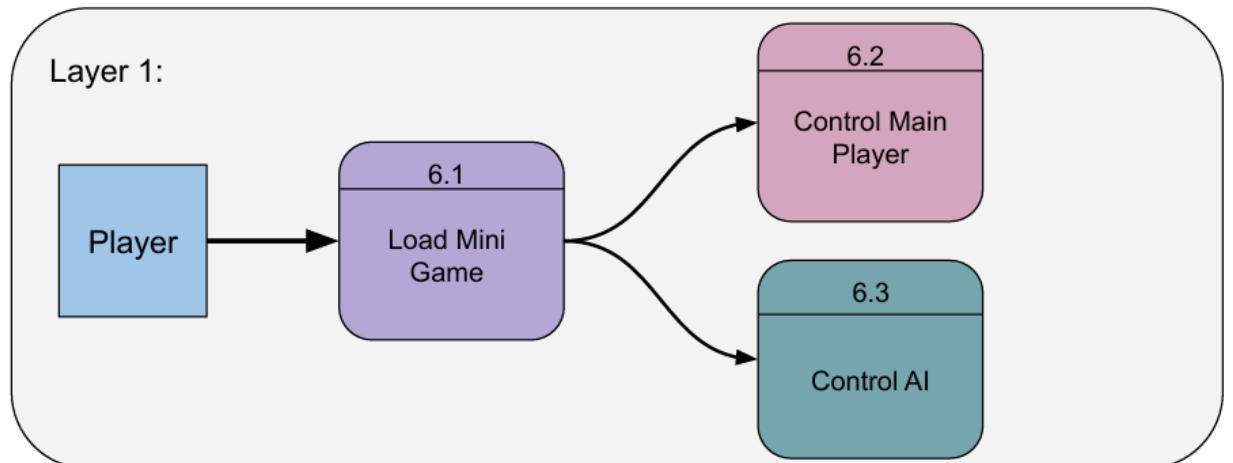 Layer 1:
Player
6.1
Load Mini
Game
6.2
Control Main
Player
6.3
Control AI